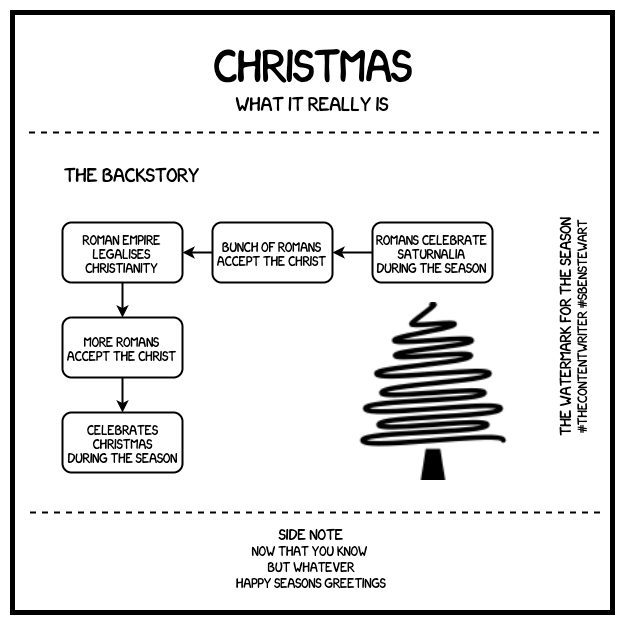 CHRISTMAS
WHAT IT REALLY IS
THE BACKSTORY
ROMAN EMPIRE
LEGALISES
CHRISTIANITY
BUNCH OF ROMANS
ACCEPT THE CHRIST
ROMANS CELEBRATE
SATURNALIA
DURING THE SEASON
MORE ROMANS
ACCEPT THE CHRIST
CELEBRATES
CHRISTMAS
DURING THE SEASON
THE WATERMARK FOR THE SEASON
#THECONTENTWRITER #SBENSTEWART
SIDE NOTE
NOW THAT YOU KNOW
BUT WHATEVER
HAPPY SEASONS GREETINGS